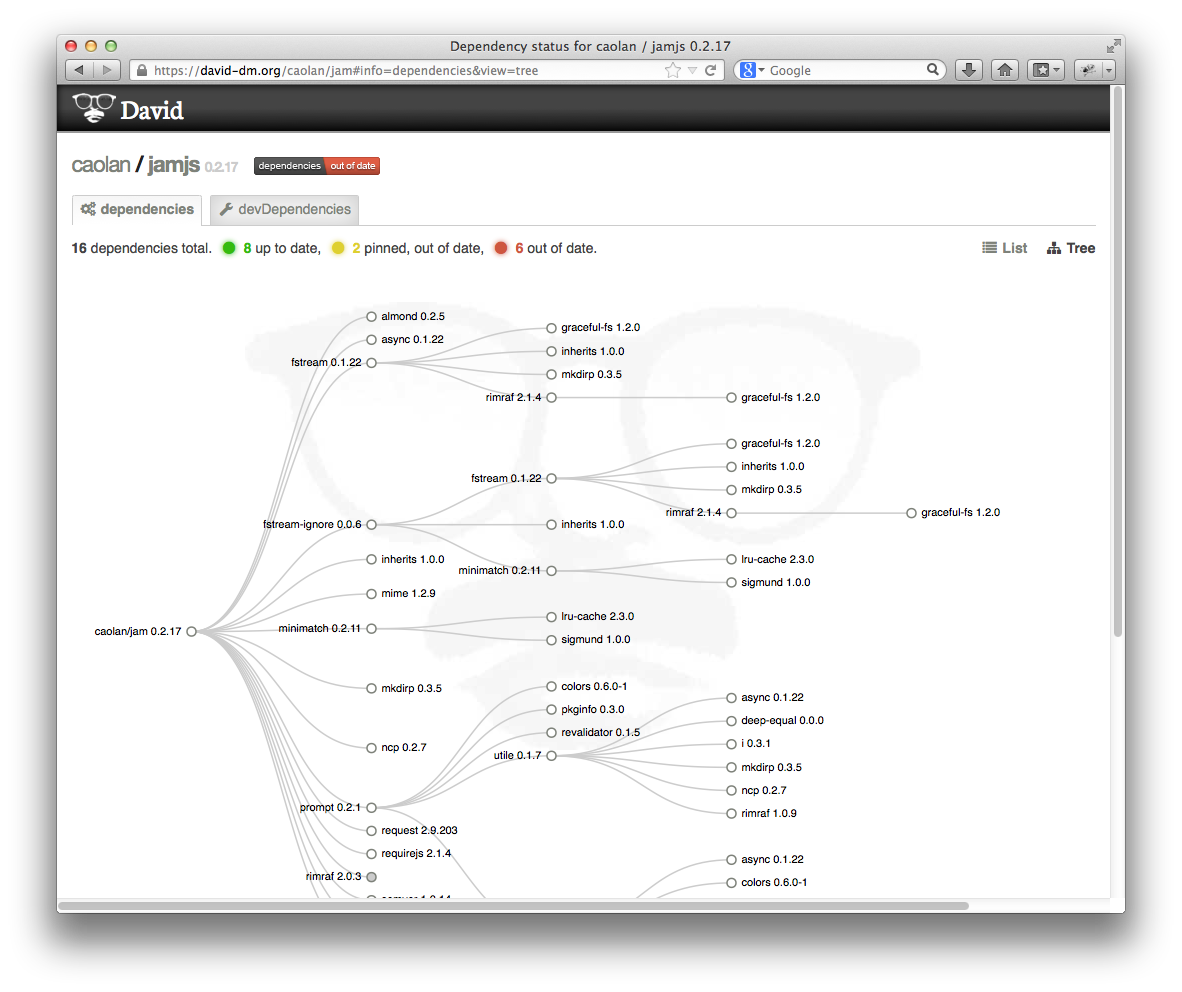 Dependency status for caolan / jamjs 0.2.17
https://david-dm.org/caolan/jam#info=dependencies&view=tree
8 Google
David
caolan / jamjs 0.2.17 dependencies out of date
dependencies devDependencies
16 dependencies total. 8 up to date, 2 pinned, out of date, 6 out of date. List Tree
almond 0.2.5
graceful-fs 1.2.0
async 0.1.22
inherits 1.0.0
fstream 0.1.22
mkdirp 0.3.5
rimraf 2.1.4 graceful-fs 1.2.0
graceful-fs 1.2.0
inherits 1.0.0
fstream 0.1.22
mkdirp 0.3.5
rimraf 2.1.4 graceful-fs 1.2.0
fstream-ignore 0.0.6 inherits 1.0.0
inherits 1.0.0 lru-cache 2.3.0
minimatch 0.2.11
sigmund 1.0.0
mime 1.2.9
lru-cache 2.3.0
minimatch 0.2.11
caolan/jam 0.2.17
sigmund 1.0.0
mkdirp 0.3.5 colors 0.6.0-1
async 0.1.22
pkginfo 0.3.0
deep-equal 0.0.0
revalidator 0.1.5
i 0.3.1
ncp 0.2.7
utile 0.1.7
mkdirp 0.3.5
ncp 0.2.7
prompt 0.2.1
rimraf 1.0.9
request 2.9.203
requirejs 2.1.4
async 0.1.22
rimraf 2.0.3
colors 0.6.0-1